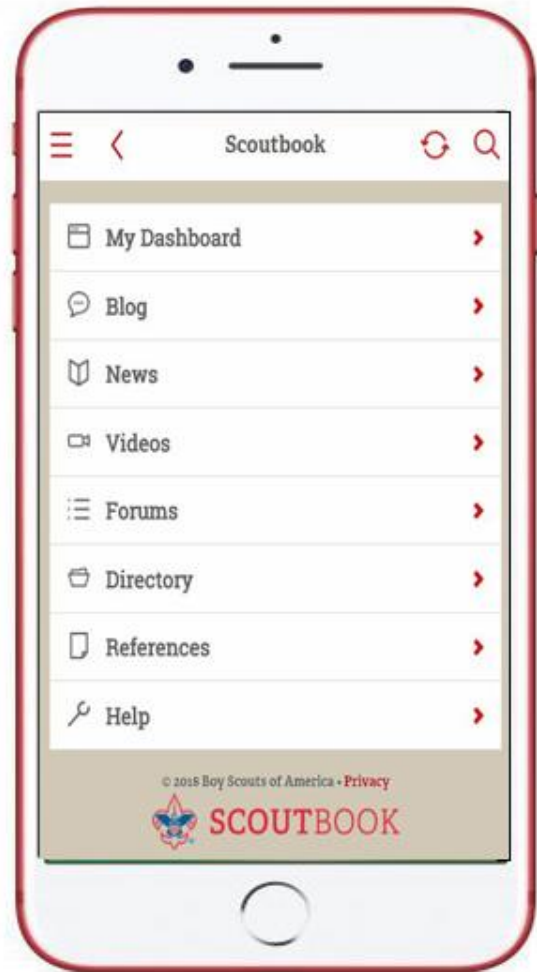 Scoutbook
My Dashboard
Blog
News
Videos
Forums
Directory
References
Help
© 2018 Boy Scouts of America • Privacy
SCOUTBOOK